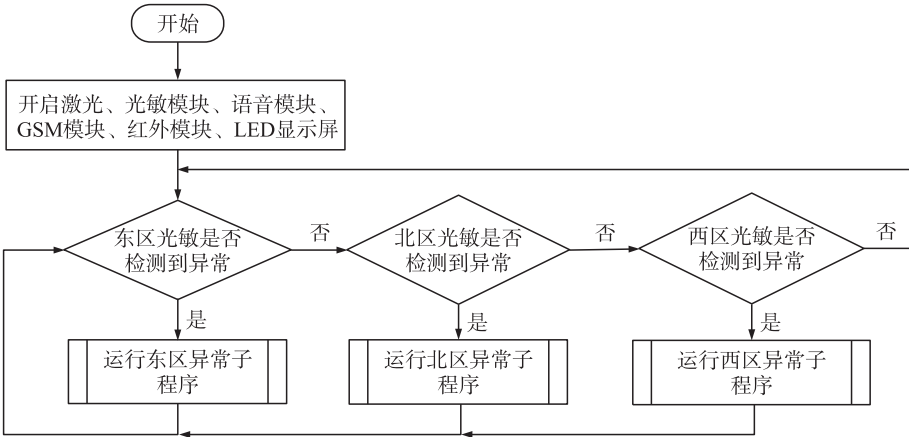 开始
开启激光、光敏模块、语音模块、
GSM模块、红外模块、LED显示屏
东区光敏是否
检测到异常
否
北区光敏是否
检测到异常
否
西区光敏是否
检测到异常
否
是
是
是
运行东区异常子
程序
运行北区异常子
程序
运行西区异常子
程序